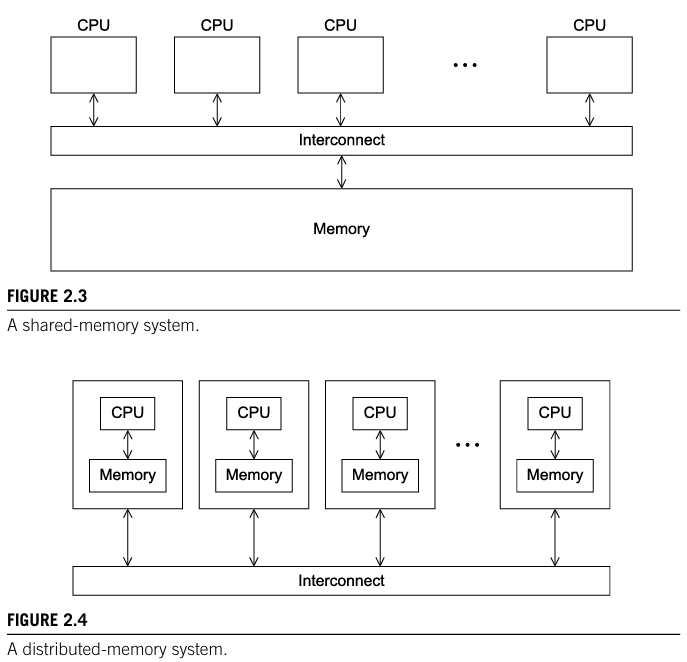 CPU CPU CPU ... CPU
Interconnect
Memory
FIGURE 2.3
A shared-memory system.
CPU CPU CPU CPU
...
Memory Memory Memory Memory
Interconnect
FIGURE 2.4
A distributed-memory system.